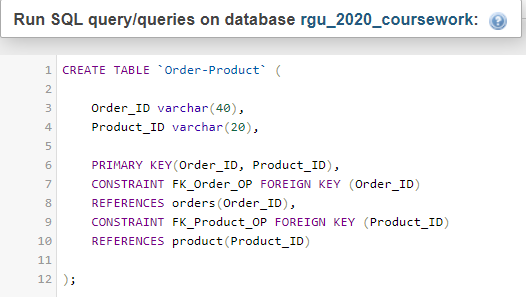 Run SQL query/queries on database rgu_2020_coursework:
1 CREATE TABLE `Order-Product` (
2
3 Order_ID varchar(40),
4 Product_ID varchar(20),
5
6 PRIMARY KEY(Order_ID, Product_ID),
7 CONSTRAINT FK_Order_OP FOREIGN KEY (Order_ID)
8 REFERENCES orders(Order_ID),
9 CONSTRAINT FK_Product_OP FOREIGN KEY (Product_ID)
10 REFERENCES product(Product_ID)
11
12 );